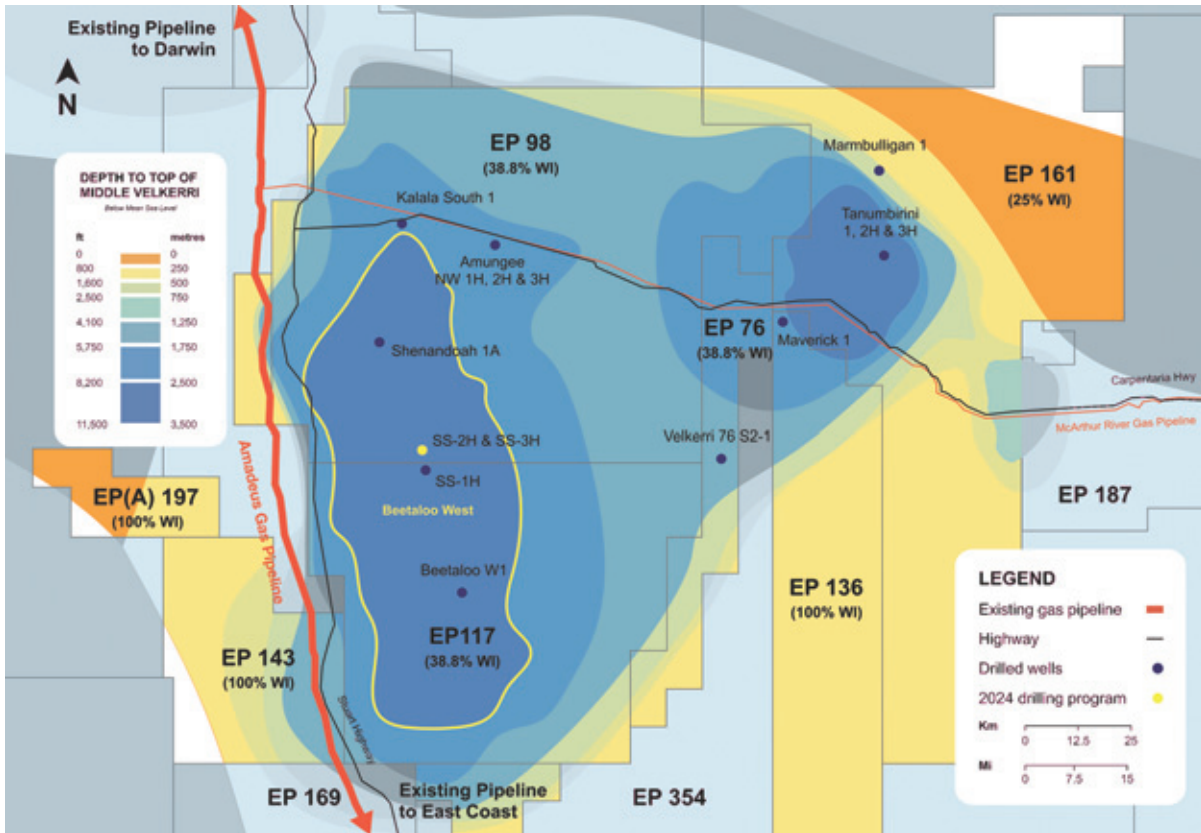 Existing Pipeline
to Darwin
N
DEPTH TO TOP OF
MIDDLE VELKERRI
Below Mean Sea Level
ft
metres
0
0
800
250
1,600
500
2,500
750
4,100
1,250
5,750
1,750
8,200
2,500
11,500
3,500
EP 98
(38.8% WI)
Marmbulligan 1
EP 161
(25% WI)
Kalala South 1
Tanumbirini
1, 2H & 3H
Amungee
NW 1H, 2H & 3H
EP 76
(38.8% WI)
Maverick 1
Shenandoah 1A
Carpentaria Hwy
McArthur River Gas Pipeline
SS-2H & SS-3H
Velkerri 76 S2-1
SS-1H
EP(A) 197
(100% WI)
Beetaloo West
EP 187
Amadeus Gas Pipeline
Beetaloo W1
EP 136
(100% WI)
EP117
(38.8% WI)
EP 143
(100% WI)
Stuart Highway
EP 169
Existing Pipeline
to East Coast
EP 354
LEGEND
Existing gas pipeline
Highway
Drilled wells
2024 drilling program
Km
0 12.5 25
Mi
0 7.5 15